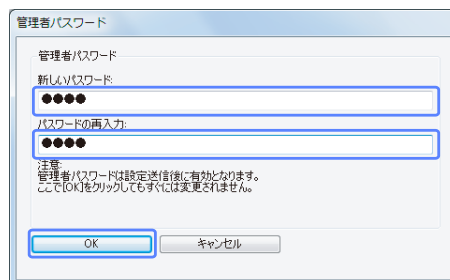 管理者パスワード
管理者パスワード
新しいパスワード:
●●●●
パスワードの再入力:
●●●●
注意:
管理者パスワードは設定送信後に有効となります。
ここで[OK]をクリックしてもすぐには変更されません。
OK
キャンセル